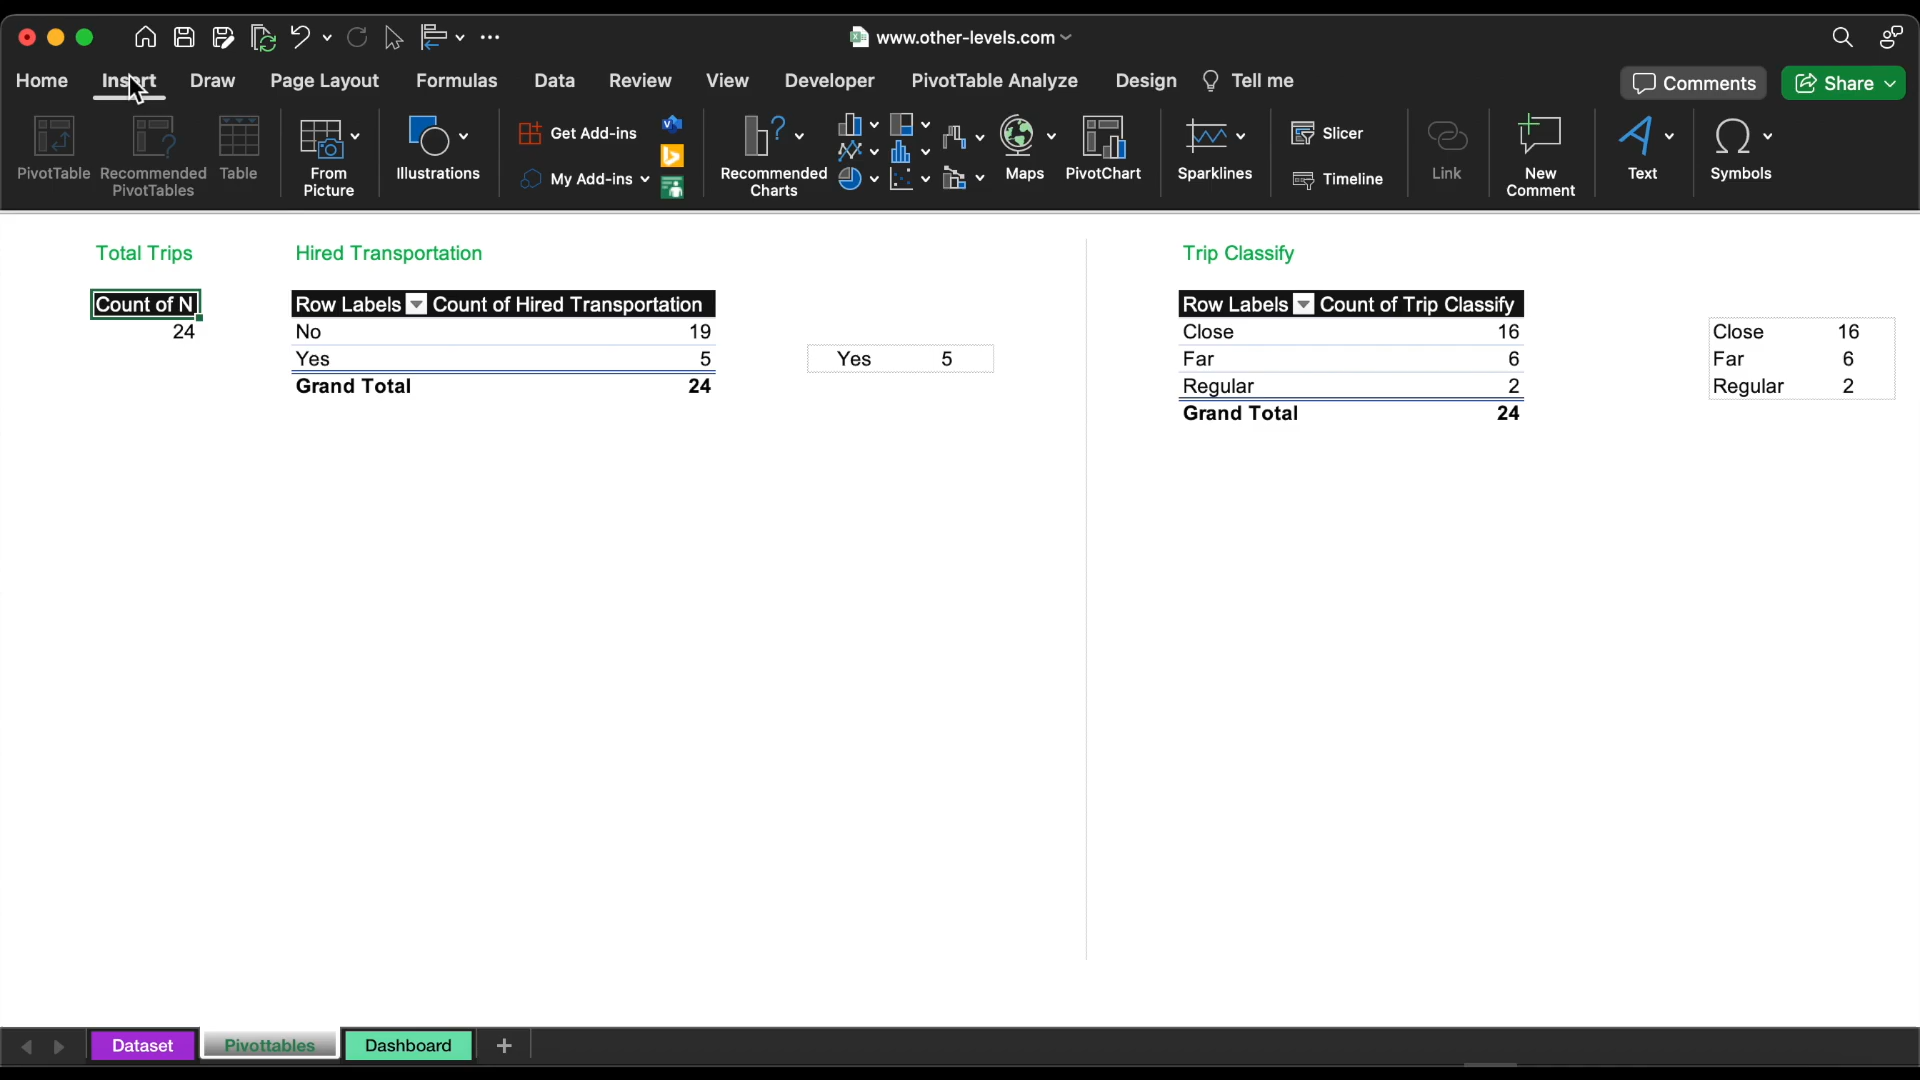 www.other-levels.com
Home Insert Draw Page Layout Formulas Data Review View Developer PivotTable Analyze Design Tell me Comments Share
PivotTable
Recommended
PivotTables
Table
From
Picture
Illustrations
Get Add-ins
My Add-ins
Recommended
Charts
Maps
PivotChart
Sparklines
Slicer
Timeline
Link
New
Comment
Text
Symbols
Total Trips
Count of N
24
Hired Transportation
Row Labels Count of Hired Transportation
No 19
Yes 5
Grand Total 24
Yes 5
Trip Classify
Row Labels Count of Trip Classify
Close 16
Far 6
Regular 2
Grand Total 24
Close 16
Far 6
Regular 2
Dataset Pivottables Dashboard